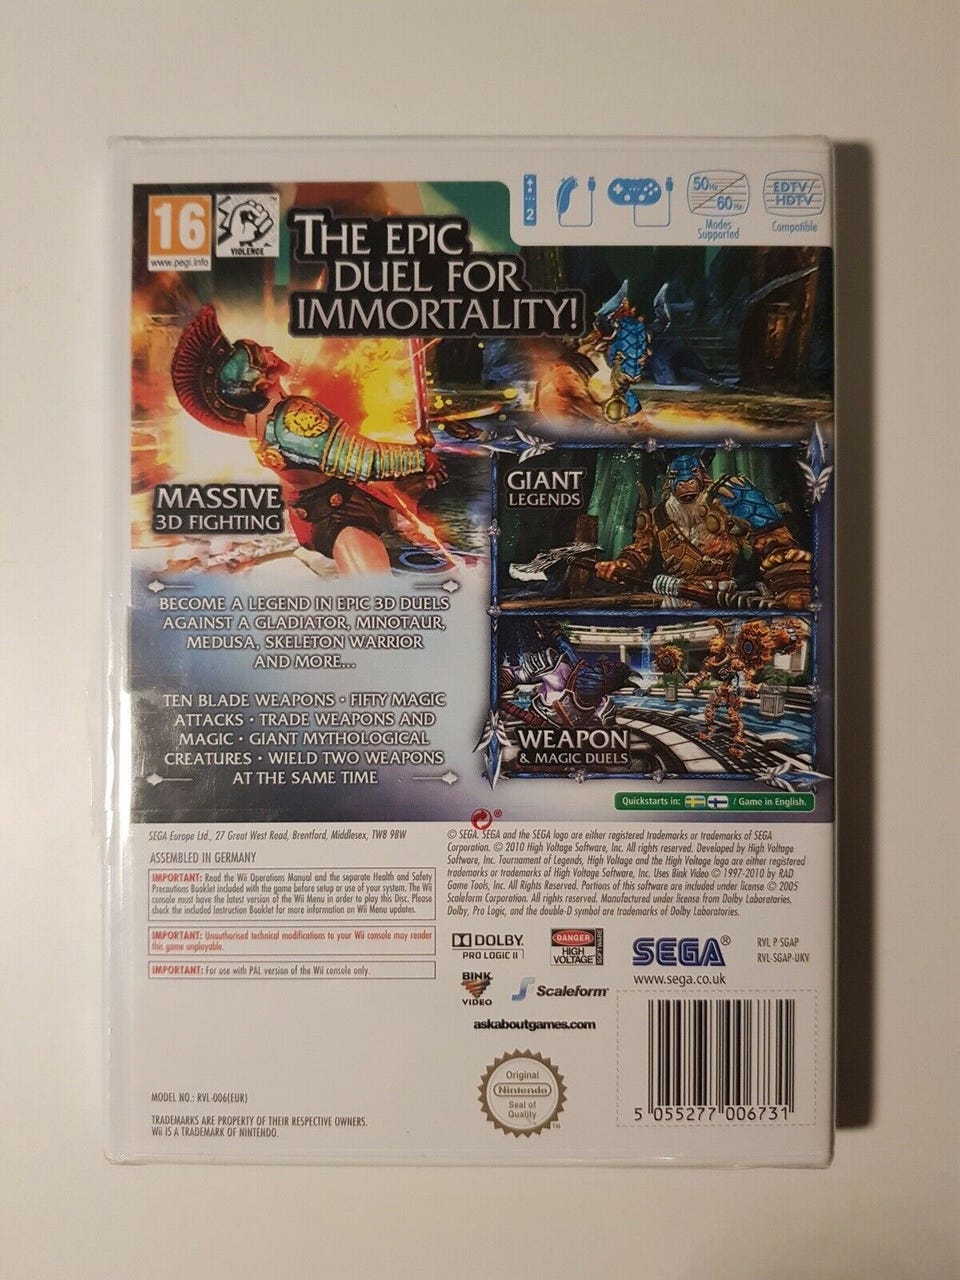 16
www.pegi.info
VIOLENCE
2
50Hz
60Hz
Modes
Supported
EDTV/
HDTV
Compatible
THE EPIC
DUEL FOR
IMMORTALITY!
MASSIVE
3D FIGHTING
GIANT
LEGENDS
BECOME A LEGEND IN EPIC 3D DUELS
AGAINST A GLADIATOR, MINOTAUR,
MEDUSA, SKELETON WARRIOR
AND MORE...
TEN BLADE WEAPONS • FIFTY MAGIC
ATTACKS • TRADE WEAPONS AND
MAGIC • GIANT MYTHOLOGICAL
CREATURES • WIELD TWO WEAPONS
AT THE SAME TIME
WEAPON
& MAGIC DUELS
Quickstarts in: / Game in English.
SEGA Europe Ltd., 27 Great West Road, Brentford, Middlesex, TW8 9BW
ASSEMBLED IN GERMANY
IMPORTANT: Read the Wii Operations Manual and the separate Health and Safety
Precautions Booklet included with the game before setup or use of your system. The Wii
console must have the latest version of the Wii Menu in order to play this Disc. Please
check the included Instruction Booklet for more information on Wii Menu updates.
IMPORTANT: Unauthorised technical modifications to your Wii console may render
this game unplayable.
IMPORTANT: For use with PAL version of the Wii console only.
© SEGA. SEGA and the SEGA logo are either registered trademarks or trademarks of SEGA
Corporation. © 2010 High Voltage Software, Inc. All rights reserved. Developed by High Voltage
Software, Inc. Tournament of Legends, High Voltage and the High Voltage logo are either registered
trademarks or trademarks of High Voltage Software, Inc. Uses Bink Video © 1997-2010 by RAD
Game Tools, Inc. All Rights Reserved. Portions of this software are included under license © 2005
Scaleform Corporation. All rights reserved. Manufactured under license from Dolby Laboratories.
Dolby, Pro Logic, and the double-D symbol are trademarks of Dolby Laboratories.
DOLBY
PRO LOGIC II
DANGER
HIGH
VOLTAGE
SOFTWARE
SEGA®
www.sega.co.uk
RVL P SGAP
RVL-SGAP-UKV
BINK
VIDEO
Scaleform
askaboutgames.com
Original
Nintendo
Seal of
Quality
TM
5 055277 006731
MODEL NO.: RVL-006(EUR)
TRADEMARKS ARE PROPERTY OF THEIR RESPECTIVE OWNERS.
Wii IS A TRADEMARK OF NINTENDO.